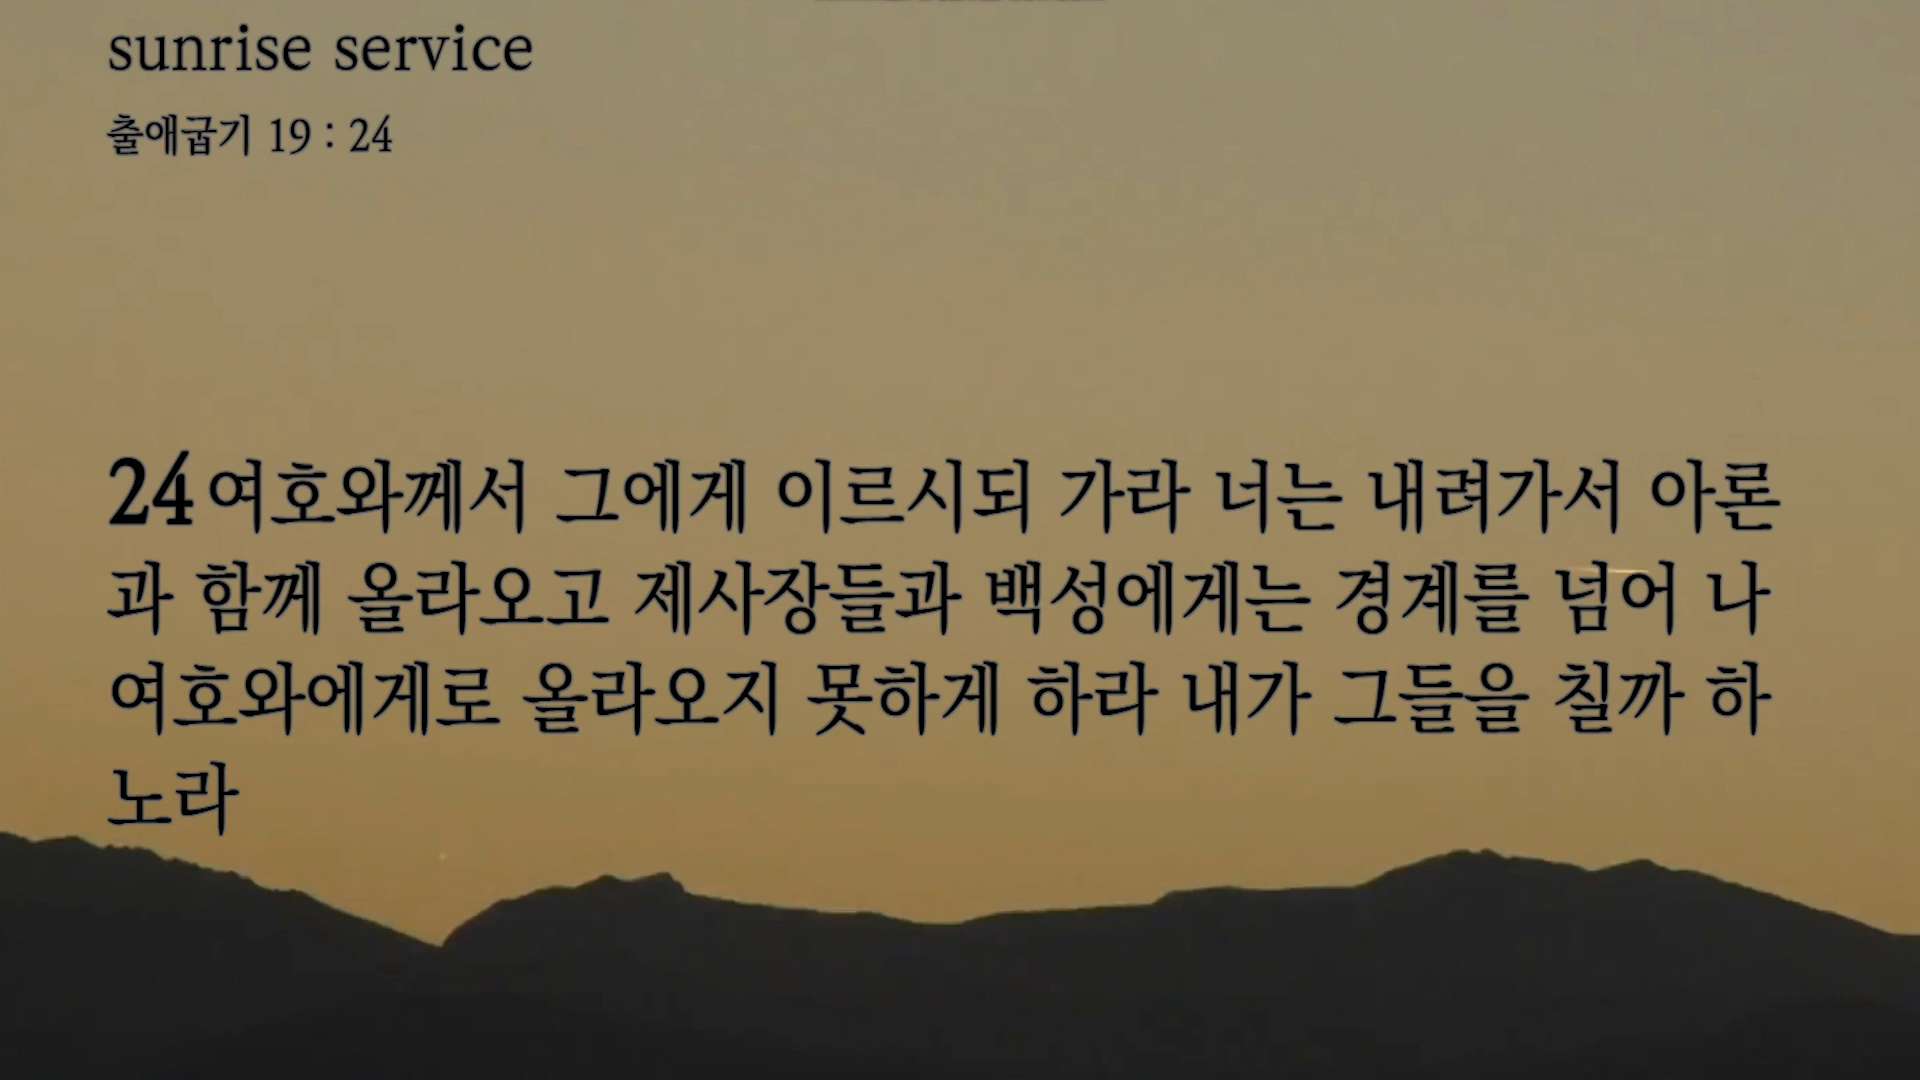 sunrise service
출애굽기 19 : 24
24 여호와께서 그에게 이르시되 가라 너는 내려가서 아론
과 함께 올라오고 제사장들과 백성에게는 경계를 넘어 나
여호와에게로 올라오지 못하게 하라 내가 그들을 칠까 하
노라